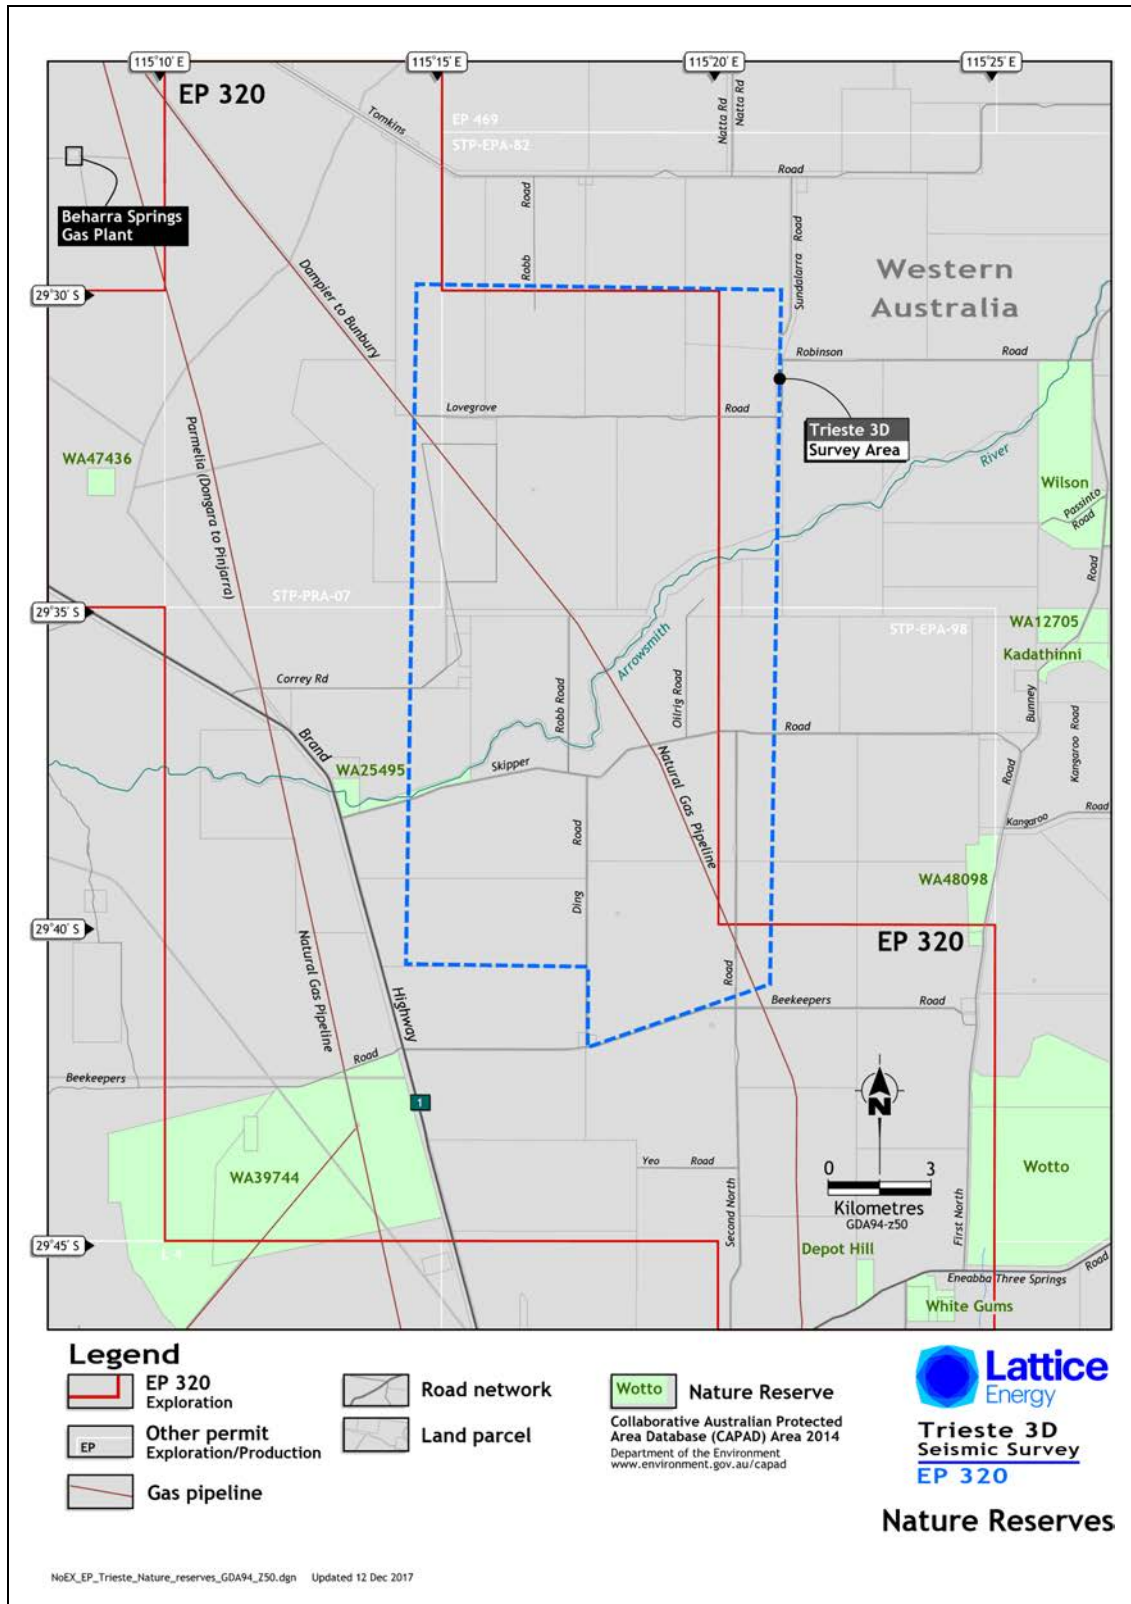 115°10' E
115°15' E
115°20' E
115°25' E
EP 320
EP 469
STP-EPA-82
Tomkins
Road
Natta Rd
Natta Rd
Beharra Springs
Gas Plant
Robb
Road
Sundalarra
Road
Western
Australia
29°30' S
Dampier to Bunbury
Robinson
Road
Lovegrove
Road
Trieste 3D
Survey Area
River
WA47436
Parmelia (Dongara to Pinjarra)
Wilson
Passinto
Road
Road
29°35' S
STP-PRA-07
STP-EPA-98
WA12705
Kadathinni
Arrowsmith
Correy Rd
Robb Road
Oilrig Road
Bunney
Road
Kangaroo Road
Brand
WA25495
Skipper
Road
Natural Gas Pipeline
Kangaroo
Road
Ding
Road
WA48098
29°40' S
EP 320
Natural Gas Pipeline
Highway
Road
Beekeepers
Road
Beekeepers
Road
1
N
WA39744
Yeo
Road
0
3
Kilometres
GDA94-z50
Wotto
Second North
First North
29°45' S
Depot Hill
Eneabba Three Springs
Road
White Gums
Legend
EP 320
Exploration
Other permit
Exploration/Production
EP
Gas pipeline
Road network
Land parcel
Wotto
Nature Reserve
Collaborative Australian Protected
Area Database (CAPAD) Area 2014
Department of the Environment
www.environment.gov.au/capad
Lattice
Energy
Trieste 3D
Seismic Survey
EP 320
Nature Reserves
NoEX_EP_Trieste_Nature_reserves_GDA94_Z50.dgn Updated 12 Dec 2017